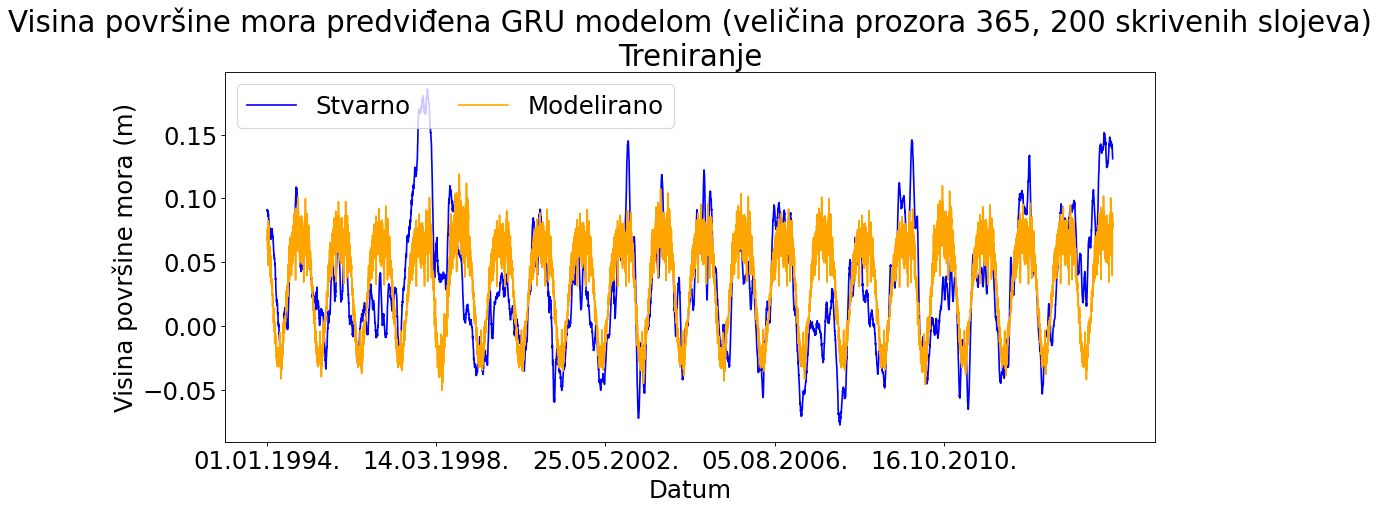 Visina površine mora predviđena GRU modelom (veličina prozora 365, 200 skrivenih slojeva)
Treniranje
Stvarno
Modelirano
Visina površine mora (m)
0.15
0.10
0.05
0.00
−0.05
01.01.1994.
14.03.1998.
25.05.2002.
05.08.2006.
16.10.2010.
Datum